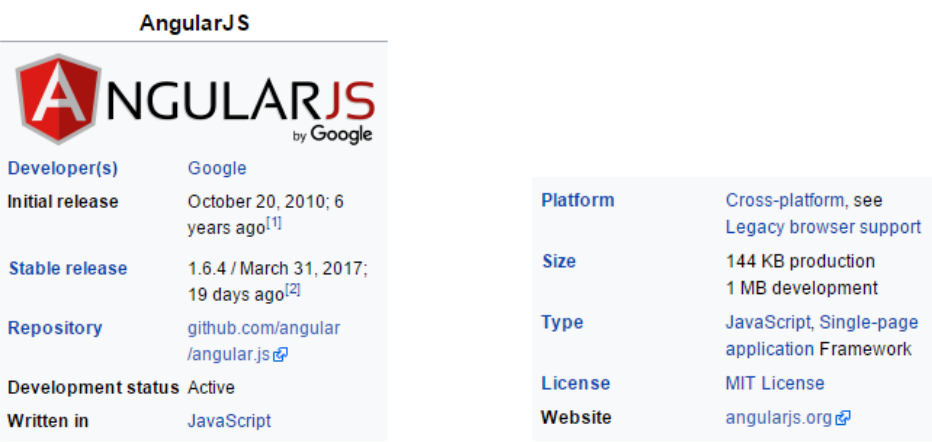 AngularJS
ANGULARJS
by Google
Developer(s) Google
Initial release October 20, 2010; 6
years ago[1]
Stable release 1.6.4 / March 31, 2017;
19 days ago[2]
Repository github.com/angular
/angular.js
Development status Active
Written in JavaScript
Platform Cross-platform, see
Legacy browser support
Size 144 KB production
1 MB development
Type JavaScript, Single-page
application Framework
License MIT License
Website angularjs.org